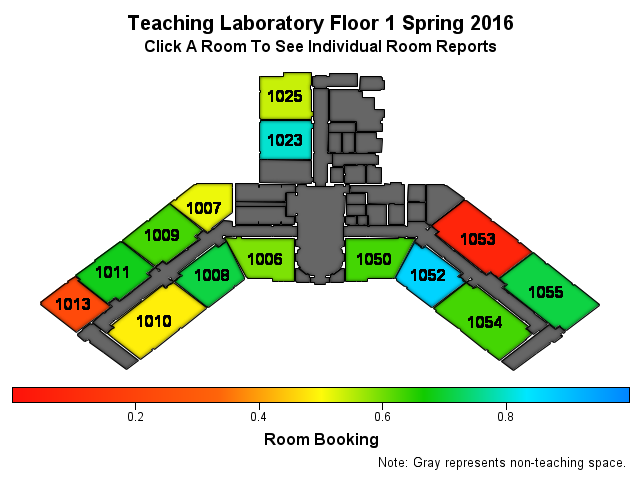 Teaching Laboratory Floor 1 Spring 2016
Click A Room To See Individual Room Reports
1025
1023
1007
1009
1011
1013
1006
1008
1010
1050
1052
1053
1054
1055
0.2 0.4 0.6 0.8
Room Booking
Note: Gray represents non-teaching space.